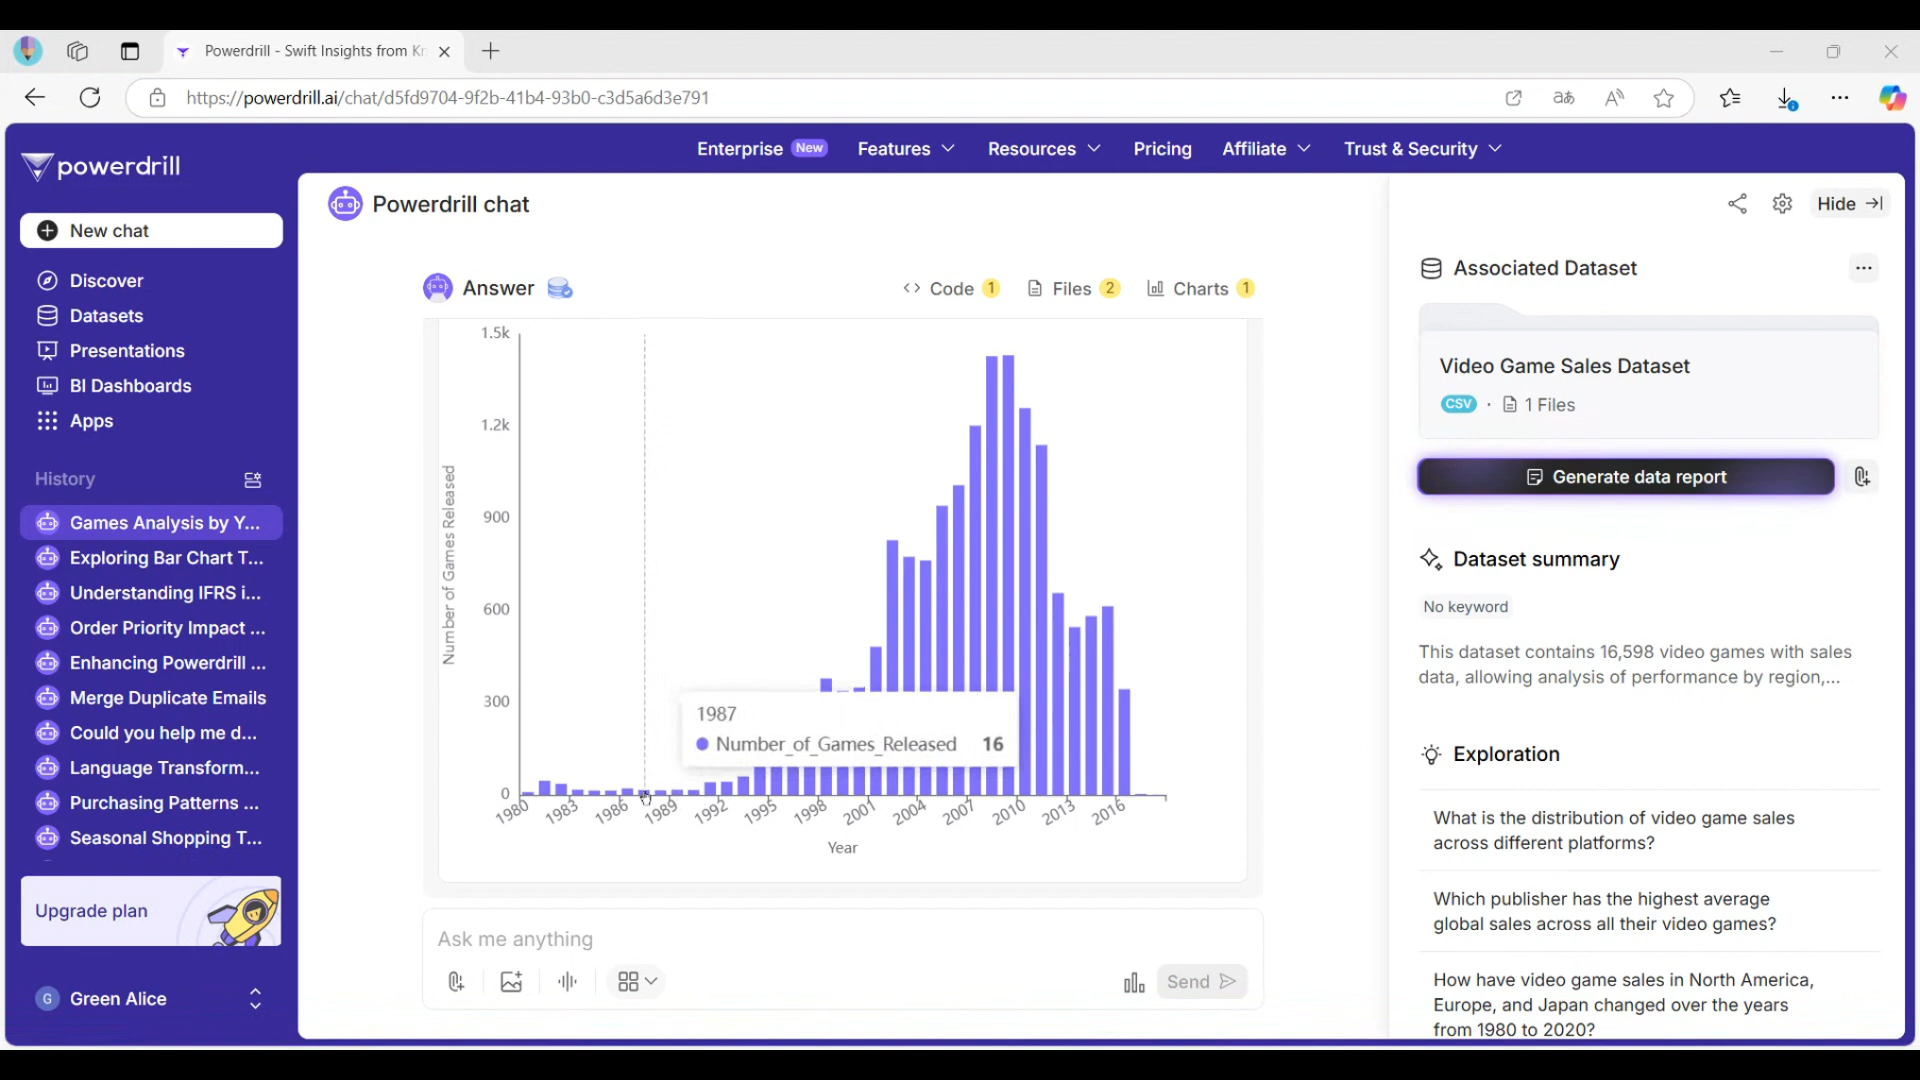 Powerdrill - Swift Insights from Kr
https://powerdrill.ai/chat/d5fd9704-9f2b-41b4-93b0-c3d5a6d3e791
powerdrill
Enterprise New Features Resources Pricing Affiliate Trust & Security
New chat
Discover
Datasets
Presentations
BI Dashboards
Apps
History
Games Analysis by Y...
Exploring Bar Chart T...
Understanding IFRS i...
Order Priority Impact ...
Enhancing Powerdrill ...
Merge Duplicate Emails
Could you help me d...
Language Transform...
Purchasing Patterns ...
Seasonal Shopping T...
Upgrade plan
G Green Alice
Powerdrill chat
Answer
Code 1 Files 2 Charts 1
1.5k
1.2k
900
600
300
0
Number of Games Released
1987
Number_of_Games_Released 16
1980 1983 1986 1989 1992 1995 1998 2001 2004 2007 2010 2013 2016
Year
Ask me anything
Send
Hide
Associated Dataset
Video Game Sales Dataset
CSV · 1 Files
Generate data report
Dataset summary
No keyword
This dataset contains 16,598 video games with sales
data, allowing analysis of performance by region,...
Exploration
What is the distribution of video game sales
across different platforms?
Which publisher has the highest average
global sales across all their video games?
How have video game sales in North America,
Europe, and Japan changed over the years
from 1980 to 2020?